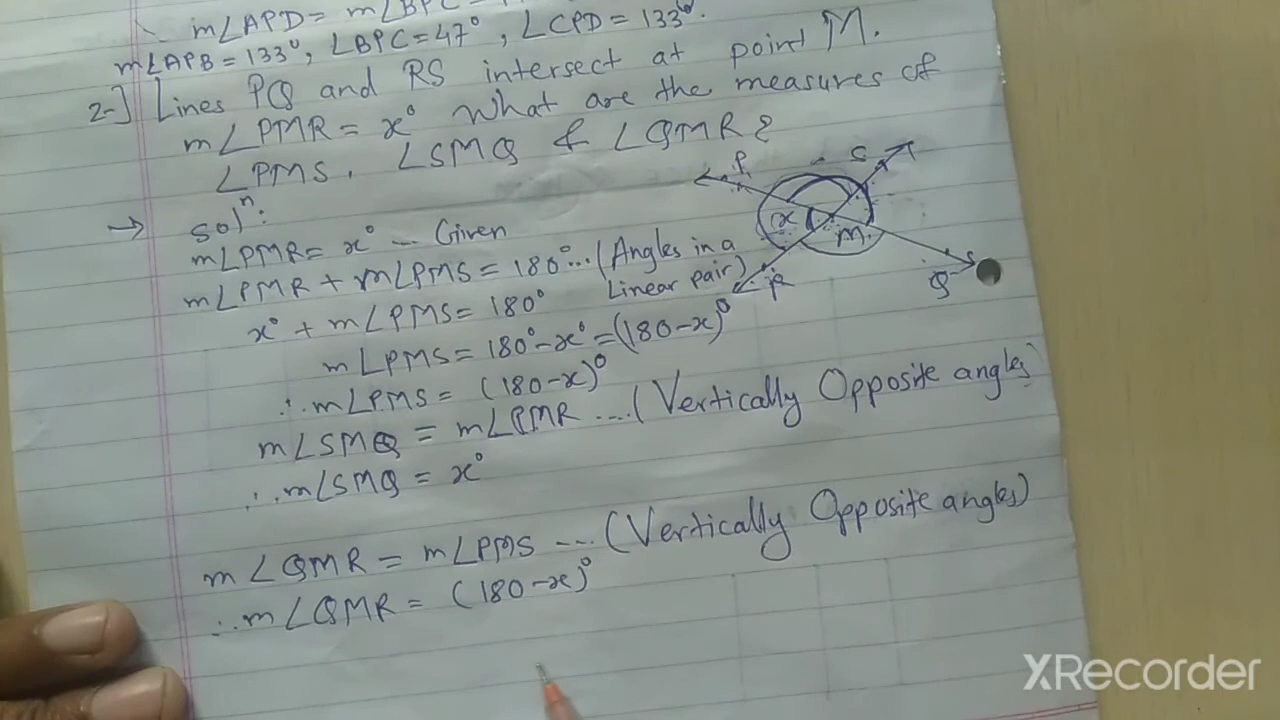 m∠APD = m∠BPC
m∠APB = 133°, ∠BPC = 47°, ∠CPD = 133°.
2-] Lines PQ and RS intersect at point M.
m∠PMR = x° What are the measures of
∠PMS, ∠SMQ & ∠QMR?
→ solⁿ:
m∠PMR = x° ... Given
m∠PMR + m∠PMS = 180° ... (Angles in a
Linear pair)
x° + m∠PMS = 180°
m∠PMS = 180° - x° = (180-x)°
∴ m∠PMS = (180-x)°
m∠SMQ = m∠PMR .... (Vertically Opposite angles)
∴ m∠SMQ = x°
m∠QMR = m∠PMS ... (Vertically Opposite angles)
∴ m∠QMR = (180-x)°
P
S
x
M
R
Q
XRecorder